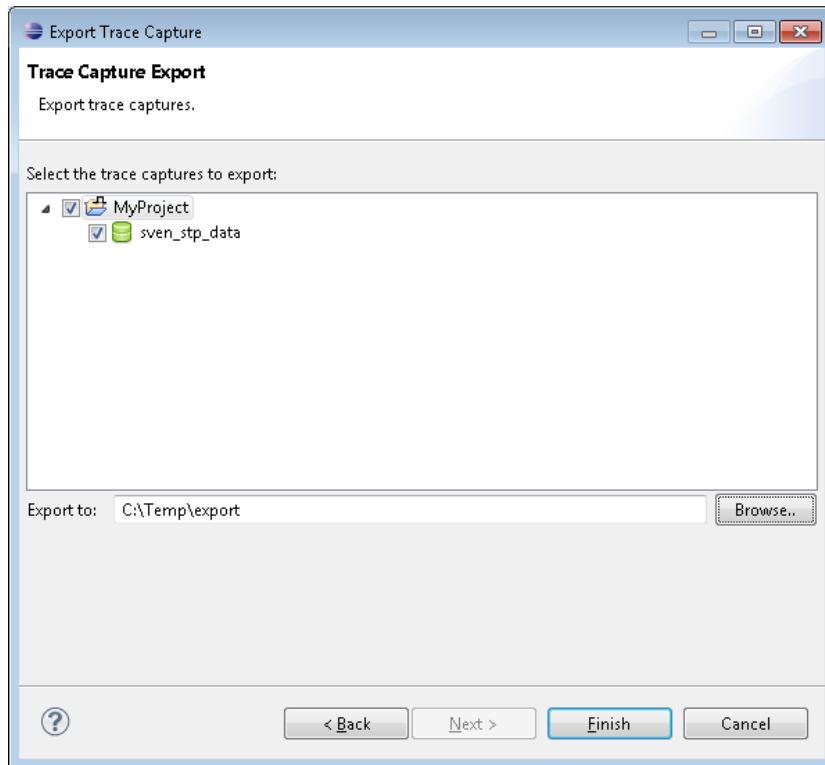 Export Trace Capture
Trace Capture Export
Export trace captures.
Select the trace captures to export:
MyProject
sven_stp_data
Export to: C:\Temp\export Browse..
? < Back Next > Finish Cancel